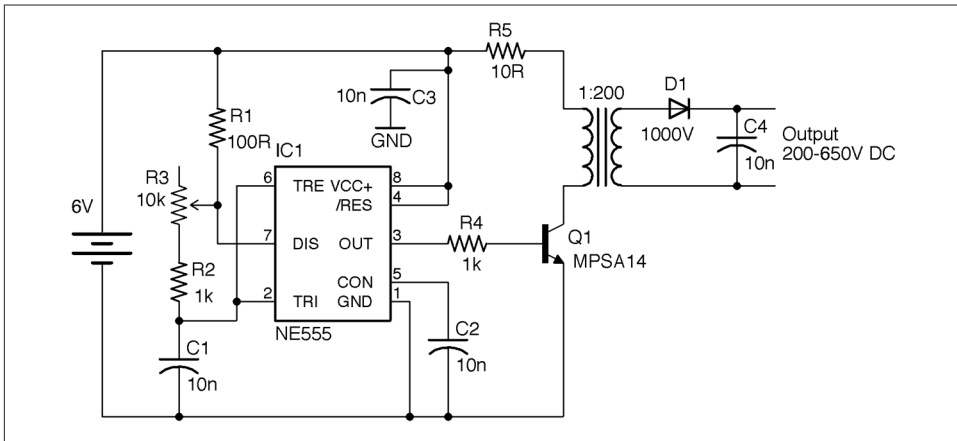 R5
10R
1:200
D1
1000V
C4
10n
Output
200-650V DC
10n
C3
GND
R1
100R
IC1
R3
10k
6V
6
TRE
VCC+
8
/RES
4
7
DIS
OUT
3
R4
1k
Q1
MPSA14
R2
1k
CON
5
2
TRI
GND
1
NE555
C1
10n
C2
10n